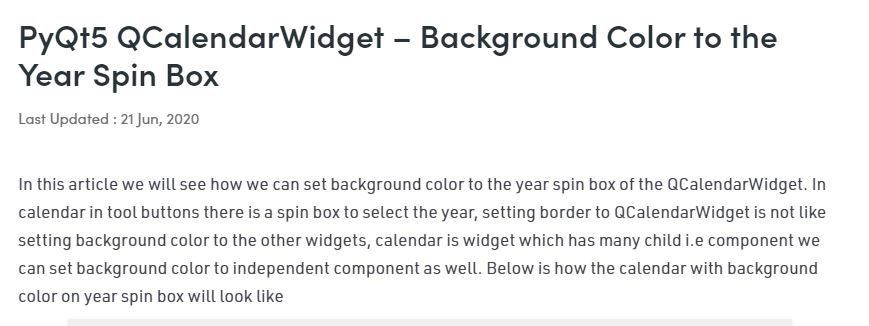 PyQt5 QCalendarWidget – Background Color to the
Year Spin Box
Last Updated : 21 Jun, 2020
In this article we will see how we can set background color to the year spin box of the QCalendarWidget. In
calendar in tool buttons there is a spin box to select the year, setting border to QCalendarWidget is not like
setting background color to the other widgets, calendar is widget which has many child i.e component we
can set background color to independent component as well. Below is how the calendar with background
color on year spin box will look like